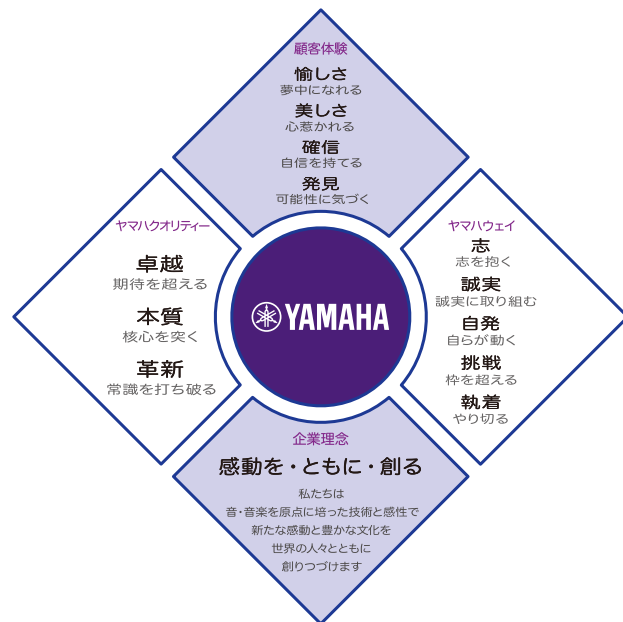 顧客体験
愉しさ
夢中になれる
美しさ
心惹かれる
確信
自信を持てる
発見
可能性に気づく
ヤマハクオリティー
卓越
期待を超える
本質
核心を突く
革新
常識を打ち破る
YAMAHA
ヤマハウェイ
志
志を抱く
誠実
誠実に取り組む
自発
自らが動く
挑戦
枠を超える
執着
やり切る
企業理念
感動を・ともに・創る
私たちは
音・音楽を原点に培った技術と感性で
新たな感動と豊かな文化を
世界の人々とともに
創りつづけます